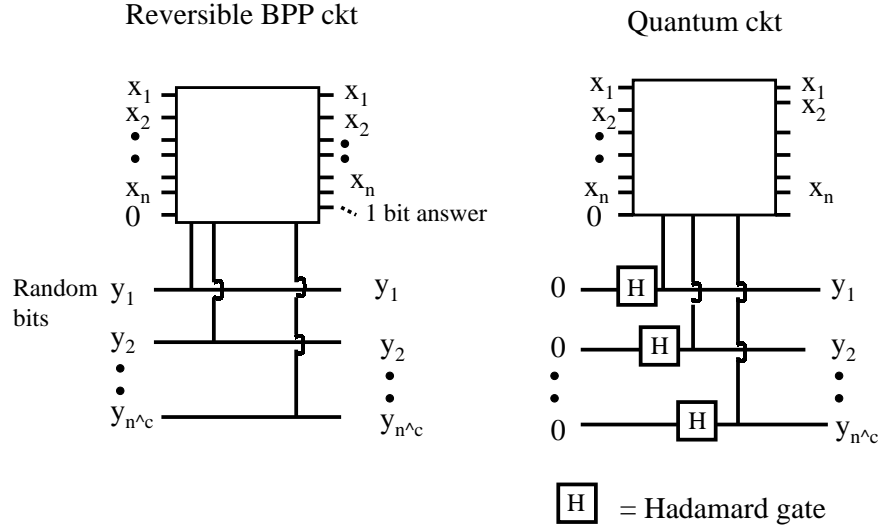 Reversible BPP ckt
x1
x2
xn
0
x1
x2
xn
1 bit answer
Random
bits
y1
y2
yn^c
y1
y2
yn^c
Quantum ckt
x1
x2
xn
0
x1
x2
xn
0
H
y1
0
H
y2
0
H
yn^c
H = Hadamard gate